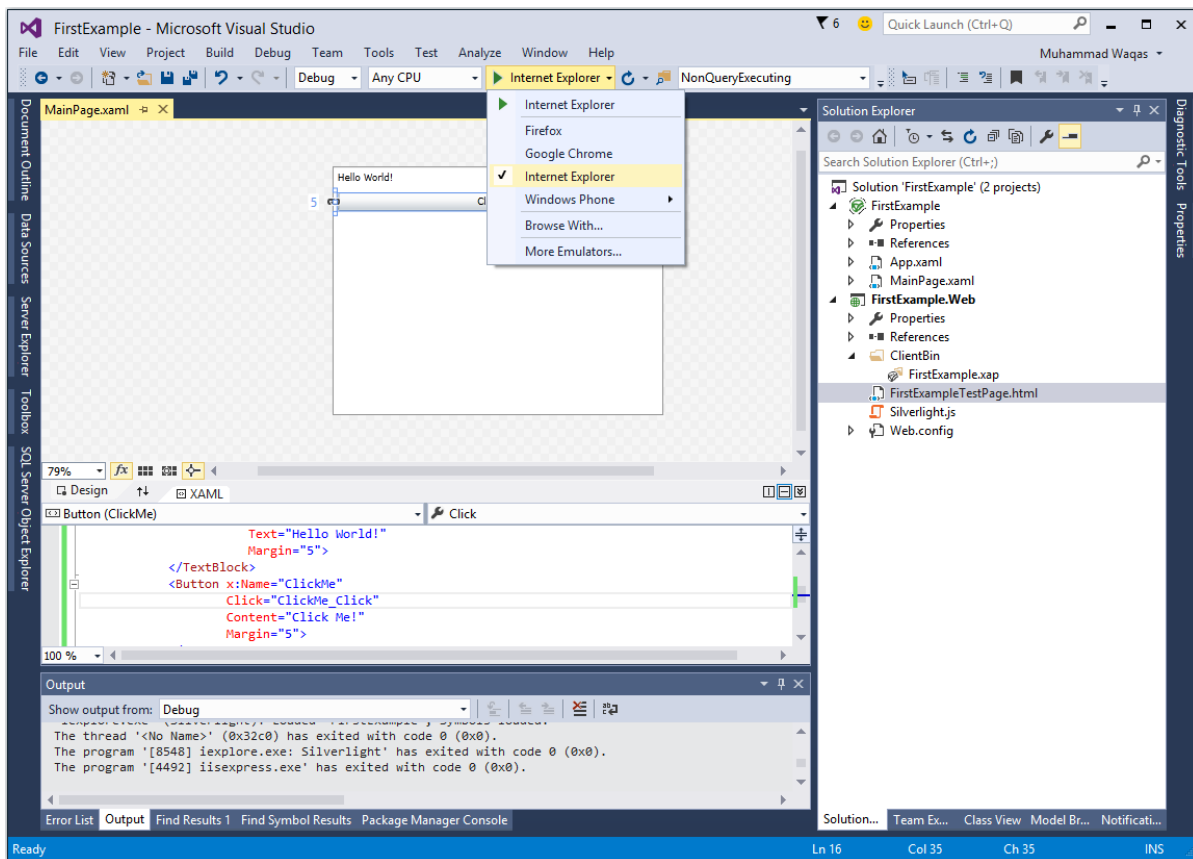 FirstExample - Microsoft Visual Studio
6
Quick Launch (Ctrl+Q)
File Edit View Project Build Debug Team Tools Test Analyze Window Help
Muhammad Waqas
Debug Any CPU Internet Explorer NonQueryExecuting
Document Outline
Data Sources
Server Explorer
Toolbox
SQL Server Object Explorer
MainPage.xaml
Internet Explorer
Firefox
Google Chrome
Internet Explorer
Windows Phone
Browse With...
More Emulators...
Hello World!
5
Cl
79% fx
Design XAML
Button (ClickMe) Click
Text="Hello World!"
Margin="5">
</TextBlock>
<Button x:Name="ClickMe"
Click="ClickMe_Click"
Content="Click Me!"
Margin="5">
100 %
Output
Show output from: Debug
The thread '<No Name>' (0x32c0) has exited with code 0 (0x0).
The program '[8548] iexplore.exe: Silverlight' has exited with code 0 (0x0).
The program '[4492] iisexpress.exe' has exited with code 0 (0x0).
Error List Output Find Results 1 Find Symbol Results Package Manager Console
Solution Explorer
Search Solution Explorer (Ctrl+;)
Solution 'FirstExample' (2 projects)
FirstExample
Properties
References
App.xaml
MainPage.xaml
FirstExample.Web
Properties
References
ClientBin
FirstExample.xap
FirstExampleTestPage.html
Silverlight.js
Web.config
Solution... Team Ex... Class View Model Br... Notificati...
Diagnostic Tools
Properties
Ready Ln 16 Col 35 Ch 35 INS